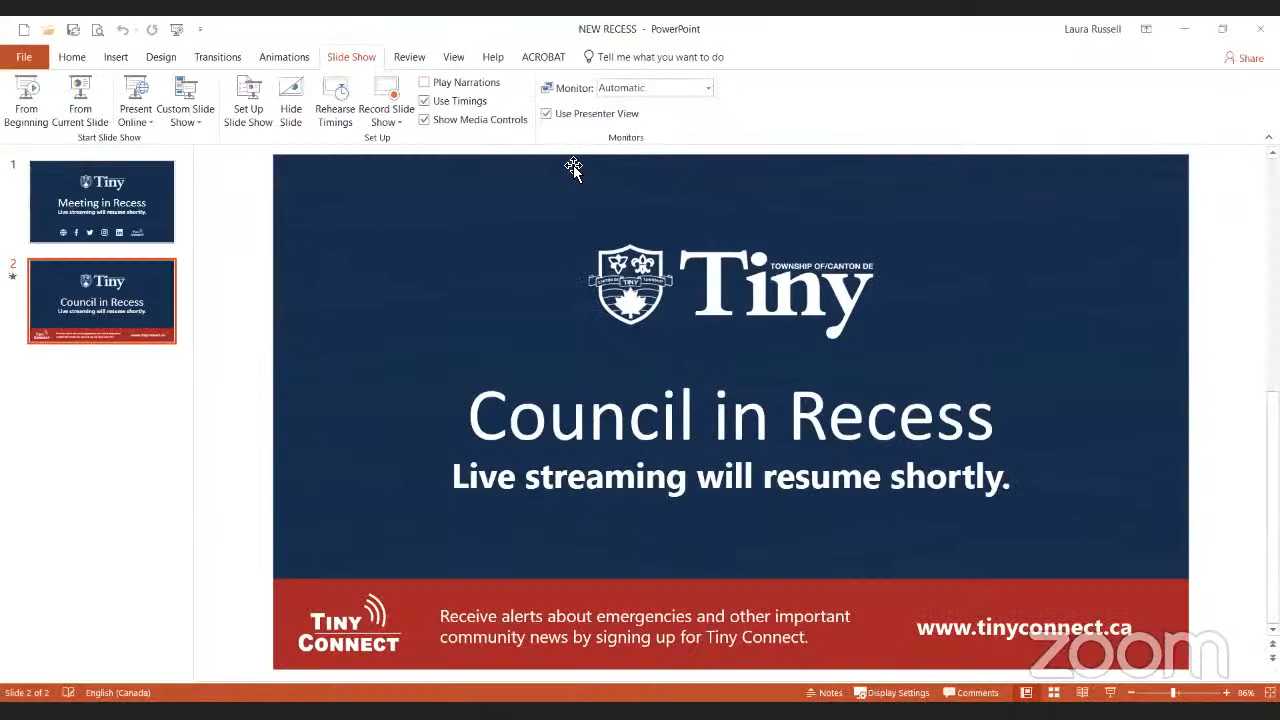 NEW RECESS - PowerPoint
Laura Russell
File Home Insert Design Transitions Animations Slide Show Review View Help ACROBAT Tell me what you want to do
Share
From Beginning
From Current Slide
Present Online
Custom Slide Show
Start Slide Show
Set Up Slide Show
Hide Slide
Rehearse Timings
Record Slide Show
Play Narrations
Use Timings
Show Media Controls
Set Up
Monitor: Automatic
Use Presenter View
Monitors
1
Tiny
Meeting in Recess
Live streaming will resume shortly.
2
Tiny
Council in Recess
Live streaming will resume shortly.
TINY
CONNECT
TINY
TOWNSHIP OF/CANTON DE
Tiny
Council in Recess
Live streaming will resume shortly.
TINY
CONNECT
Receive alerts about emergencies and other important
community news by signing up for Tiny Connect.
www.tinyconnect.ca
zoom
Slide 2 of 2 English (Canada) Notes Display Settings Comments 86%